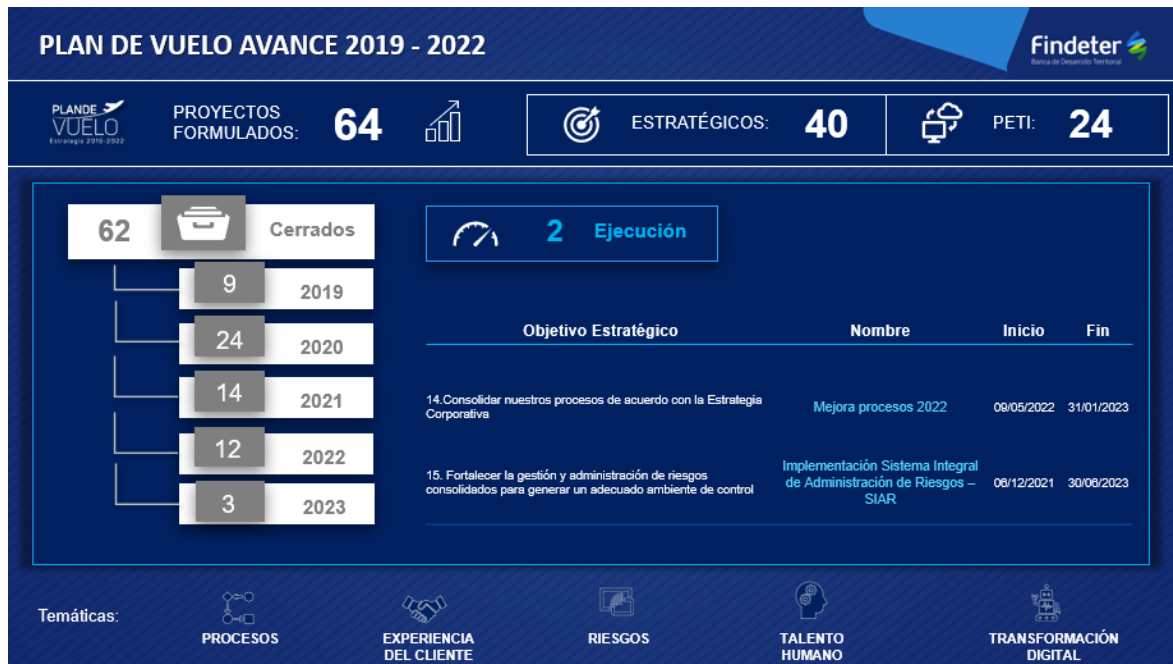 PLAN DE VUELO AVANCE 2019 - 2022
Findeter
Banca de Desarrollo Territorial
PLANDE
VUELO
Estrategia 2019-2022
PROYECTOS
FORMULADOS:
64
ESTRATÉGICOS:
40
PETI:
24
62
Cerrados
9
2019
24
2020
14
2021
12
2022
3
2023
2 Ejecución
Objetivo Estratégico Nombre Inicio Fin
14.Consolidar nuestros procesos de acuerdo con la Estrategia
Corporativa
Mejora procesos 2022
09/05/2022 31/01/2023
15. Fortalecer la gestión y administración de riesgos
consolidados para generar un adecuado ambiente de control
Implementación Sistema Integral
de Administración de Riesgos –
SIAR
06/12/2021 30/06/2023
Temáticas:
PROCESOS
EXPERIENCIA
DEL CLIENTE
RIESGOS
TALENTO
HUMANO
TRANSFORMACIÓN
DIGITAL